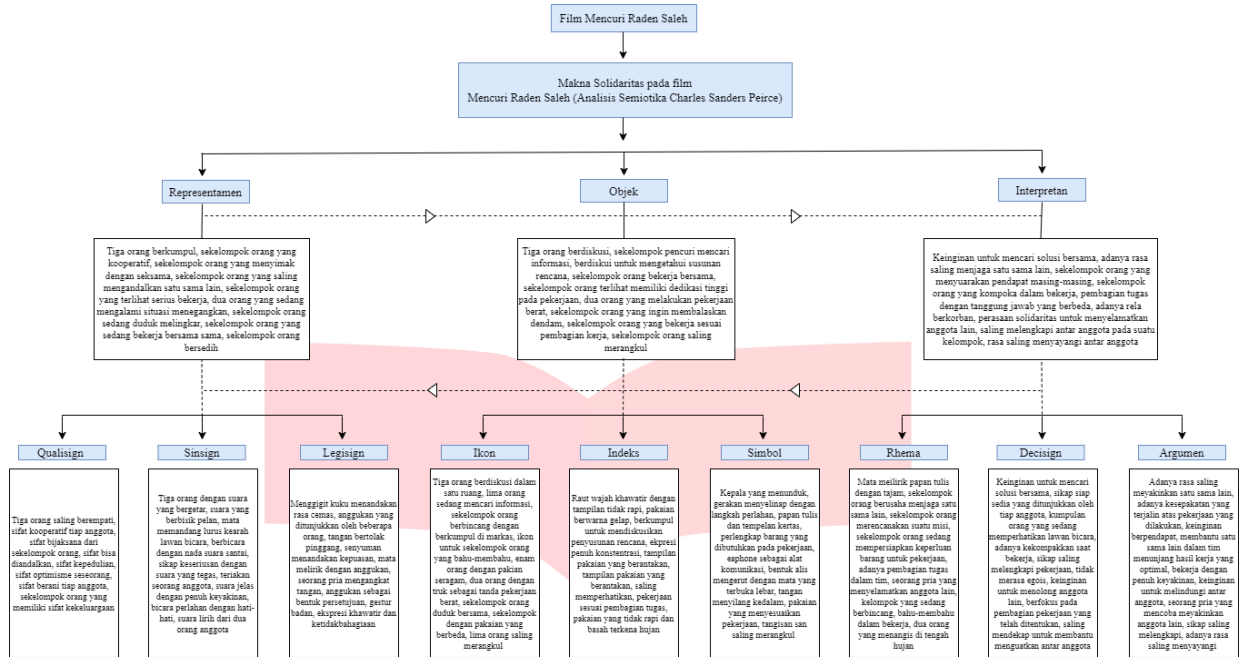 Film Mencuri Raden Saleh
Makna Solidaritas pada film
Mencuri Raden Saleh (Analisis Semiotika Charles Sanders Peirce)
Representamen
Objek
Interpretan
Tiga orang berkumpul, sekelompok orang yang
kooperatif, sekelompok orang yang menyimak
dengan seksama, sekelompok orang yang saling
mengandalkan satu sama lain, sekelompok orang
yang terlihat serius bekerja, dua orang yang sedang
mengalami situasi menegangkan, sekelompok orang
sedang duduk melingkar, sekelompok orang yang
sedang bekerja bersama sama, sekelompok orang
bersedih
Tiga orang berdiskusi, sekelompok pencuri mencari
informasi, berdiskui untuk mengetahui susunan
rencana, sekelompok orang bekerja bersama,
sekelompok orang terlihat memiliki dedikasi tinggi
pada pekerjaan, dua orang yang melakukan pekerjaan
berat, sekelompok orang yang ingin membalaskan
dendam, sekelompok orang yang bekerja sesuai
pembagian kerja, sekelompok orang saling
merangkul
Keinginan untuk mencari solusi bersama, adanya rasa
saling menjaga satu sama lain, sekelompok orang yang
menyuarakan pendapat masing-masing, sekelompok
orang yang kompoka dalam bekerja, pembagian tugas
dengan tanggung jawab yang berbeda, adanya rela
berkorban, perasaan solidaritas untuk menyelamatkan
anggota lain, saling melengkapi antar anggota pada suatu
kelompok, rasa saling menyayangi antar anggota
Qualisign
Sinsign
Legisign
Ikon
Indeks
Simbol
Rhema
Decisign
Argumen
Tiga orang saling berempati,
sifat kooperatif tiap anggota,
sifat bijaksana dari
sekelompok orang, sifat bisa
diandalkan, sifat kepedulian,
sifat optimisme seseorang,
sifat berani tiap anggota,
sekelompok orang yang
memiliki sifat kekeluargaan
Tiga orang dengan suara
yang bergetar, suara yang
berbisik pelan, mata
memandang lurus kearah
lawan bicara, berbicara
dengan nada suara santai,
sikap keseriusan dengan
suara yang tegas, teriakan
seorang anggota, suara jelas
dengan penuh keyakinan,
bicara perlahan dengan hati-
hati, suara lirih dari dua
orang anggota
Menggigit kuku menandakan
rasa cemas, anggukan yang
ditunjukkan oleh beberapa
orang, tangan bertolak
pinggang, senyuman
menandakan kepuasan, mata
melirik dengan anggukan,
seorang pria mengangkat
tangan, anggukan sebagai
bentuk persetujuan, gestur
badan, ekspresi khawatir dan
ketidakbahagiaan
Tiga orang berdiskusi dalam
satu ruang, lima orang
sedang mencari informasi,
sekelompok orang
berbincang dengan
berkumpul di markas, ikon
untuk sekelompok orang
yang bahu-membahu, enam
orang dengan pakian
seragam, dua orang dengan
truk sebagai tanda pekerjaan
berat, sekelompok orang
duduk bersama, sekelompok
dengan pakaian yang
berbeda, lima orang saling
merangkul
Raut wajah khawatir dengan
tampilan tidak rapi, pakaian
berwarna gelap, berkumpul
untuk mendiskusikan
penyusunan rencana, ekpresi
penuh konstentrasi, tampilan
pakaian yang berantakan,
tampilan pakaian yang
berantakan, saling
memperhatikan, pekerjaan
sesuai pembagian tugas,
pakaian yang tidak rapi dan
basah terkena hujan
Kepala yang menunduk,
gerakan menyelinap dengan
langkah perlahan, papan tulis
dan tempelan kertas,
perlengkap barang yang
dibutuhkan pada pekerjaan,
eaphone sebagai alat
komunikasi, bentuk alis
mengerut dengan mata yang
terbuka lebar, tangan
menyilang kedalam, pakaian
yang menyesuaikan
pekerjaan, tangisan san
saling merangkul
Mata meilirik papan tulis
dengan tajam, sekelompok
orang berusaha menjaga satu
sama lain, sekelompok orang
merencanakan suatu misi,
sekelompok orang sedang
mempersiapkan keperluan
barang untuk pekerjaan,
adanya pembagian tugas
dalam tim, seorang pria yang
menyelamatkan anggota lain,
kelompok yang sedang
berbincang, bahu-membahu
dalam bekerja, dua orang
yang menangis di tengah
hujan
Keinginan untuk mencari
solusi bersama, sikap siap
sedia yang ditunjukkan oleh
tiap anggota, kumpulan
orang yang sedang
memperhatikan lawan bicara,
adanya kekompakkan saat
bekerja, sikap saling
melengkapi pekerjaan, tidak
merasa egois, keinginan
untuk menolong anggota
lain, berfokus pada
pembagian pekerjaan yang
telah ditentukan, saling
mendekap untuk membantu
menguatkan antar anggota
Adanya rasa saling
meyakinkan satu sama lain,
adanya kesepakatan yang
terjalin atas pekerjaan yang
dilakukan, keinginan
berpendapat, membantu satu
sama lain dalam tim
menunjang hasil kerja yang
optimal, bekerja dengan
penuh keyakinan, keinginan
untuk melindungi antar
anggota, seorang pria yang
mencoba meyakinkan
anggota lain, sikap saling
melengkapi, adanya rasa
saling menyayangi